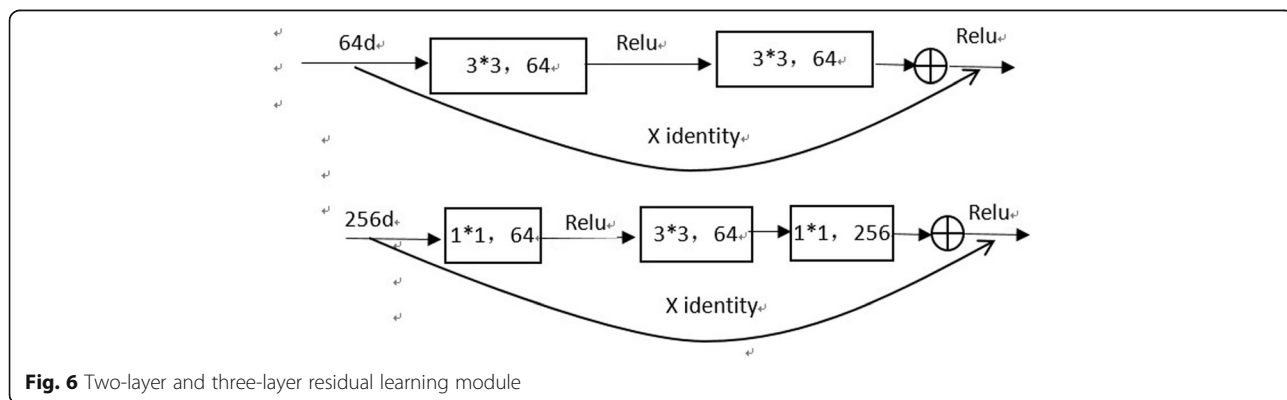 64d Relu Relu
3*3, 64 3*3, 64
X identity
256d Relu Relu
1*1, 64 3*3, 64 1*1, 256
X identity
Fig. 6 Two-layer and three-layer residual learning module